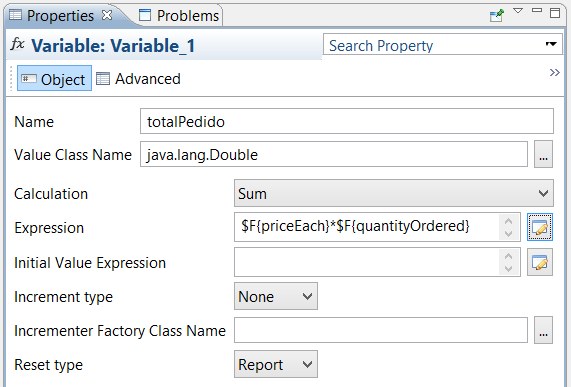 Properties Problems
fx Variable: Variable_1 Search Property
Object Advanced »
Name totalPedido
Value Class Name java.lang.Double ...
Calculation Sum
Expression $F{priceEach}*$F{quantityOrdered}
Initial Value Expression
Increment type None
Incrementer Factory Class Name ...
Reset type Report